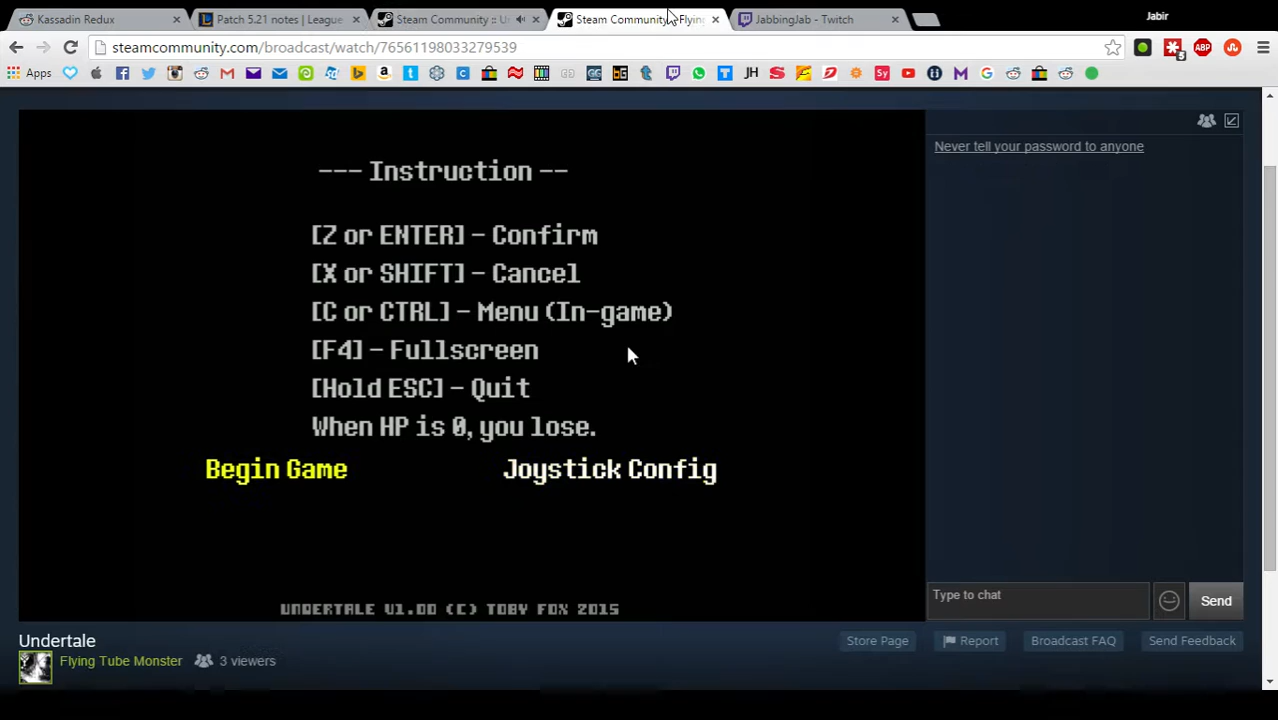 Kassadin Redux
Patch 5.21 notes | League
Steam Community :: U
Steam Community :: Flyin
JabbingJab - Twitch
Jabir
steamcommunity.com/broadcast/watch/76561198033279539
ABP
Apps
--- Instruction --
Never tell your password to anyone
[Z or ENTER] - Confirm
[X or SHIFT] - Cancel
[C or CTRL] - Menu (In-game)
[F4] - Fullscreen
[Hold ESC] - Quit
When HP is 0, you lose.
Begin Game
Joystick Config
UNDERTALE V1.00 (C) TOBY FOX 2015
Type to chat
Send
Undertale
Store Page
Report
Broadcast FAQ
Send Feedback
Flying Tube Monster
3 viewers